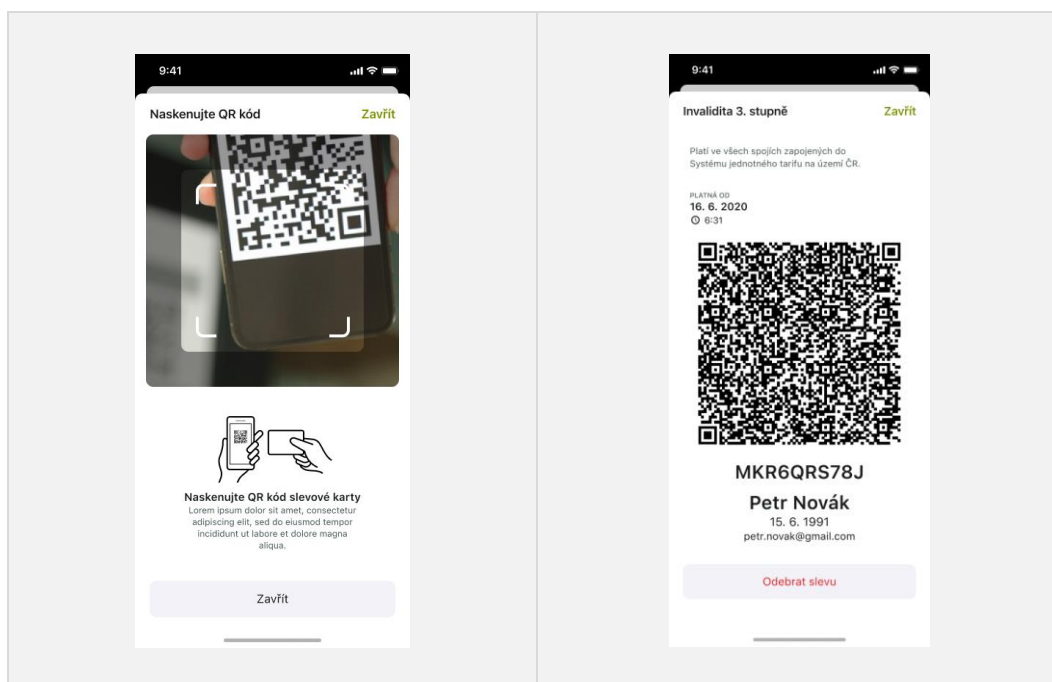 9:41
Naskenujte QR kód Zavřít
Naskenujte QR kód slevové karty
Lorem ipsum dolor sit amet, consectetur
adipiscing elit, sed do eiusmod tempor
incididunt ut labore et dolore magna
aliqua.
Zavřít
9:41
Invalidita 3. stupně Zavřít
Platí ve všech spojích zapojených do
Systému jednotného tarifu na území ČR.
PLATNÁ OD
16. 6. 2020
6:31
MKR6QRS78J
Petr Novák
15. 6. 1991
petr.novak@gmail.com
Odebrat slevu